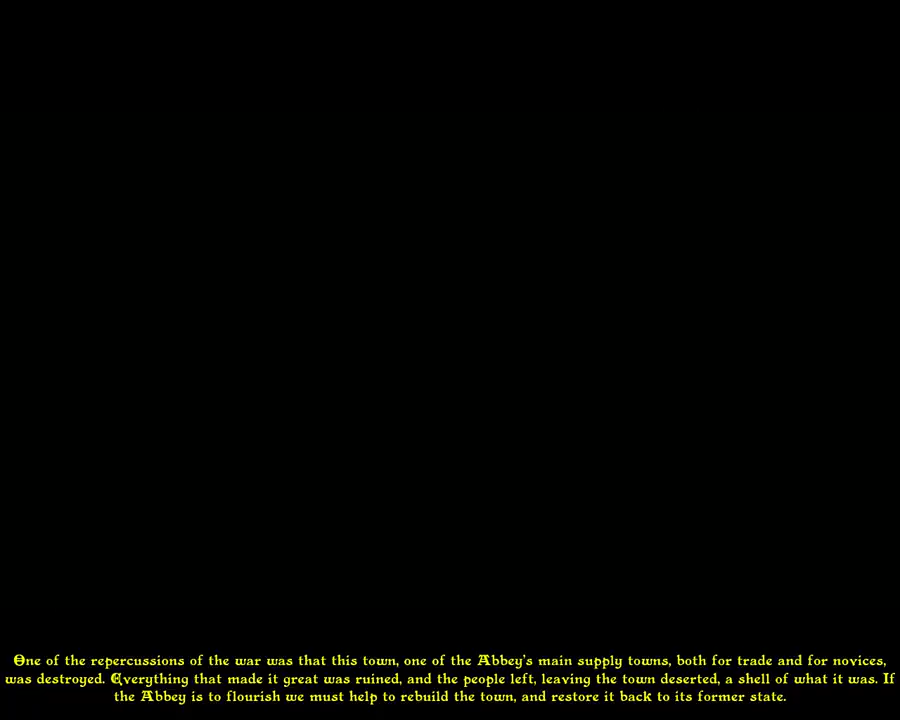 One of the repercussions of the war was that this town, one of the Abbey's main supply towns, both for trade and for novices,
was destroyed. Everything that made it great was ruined, and the people left, leaving the town deserted, a shell of what it was. If
the Abbey is to flourish we must help to rebuild the town, and restore it back to its former state.